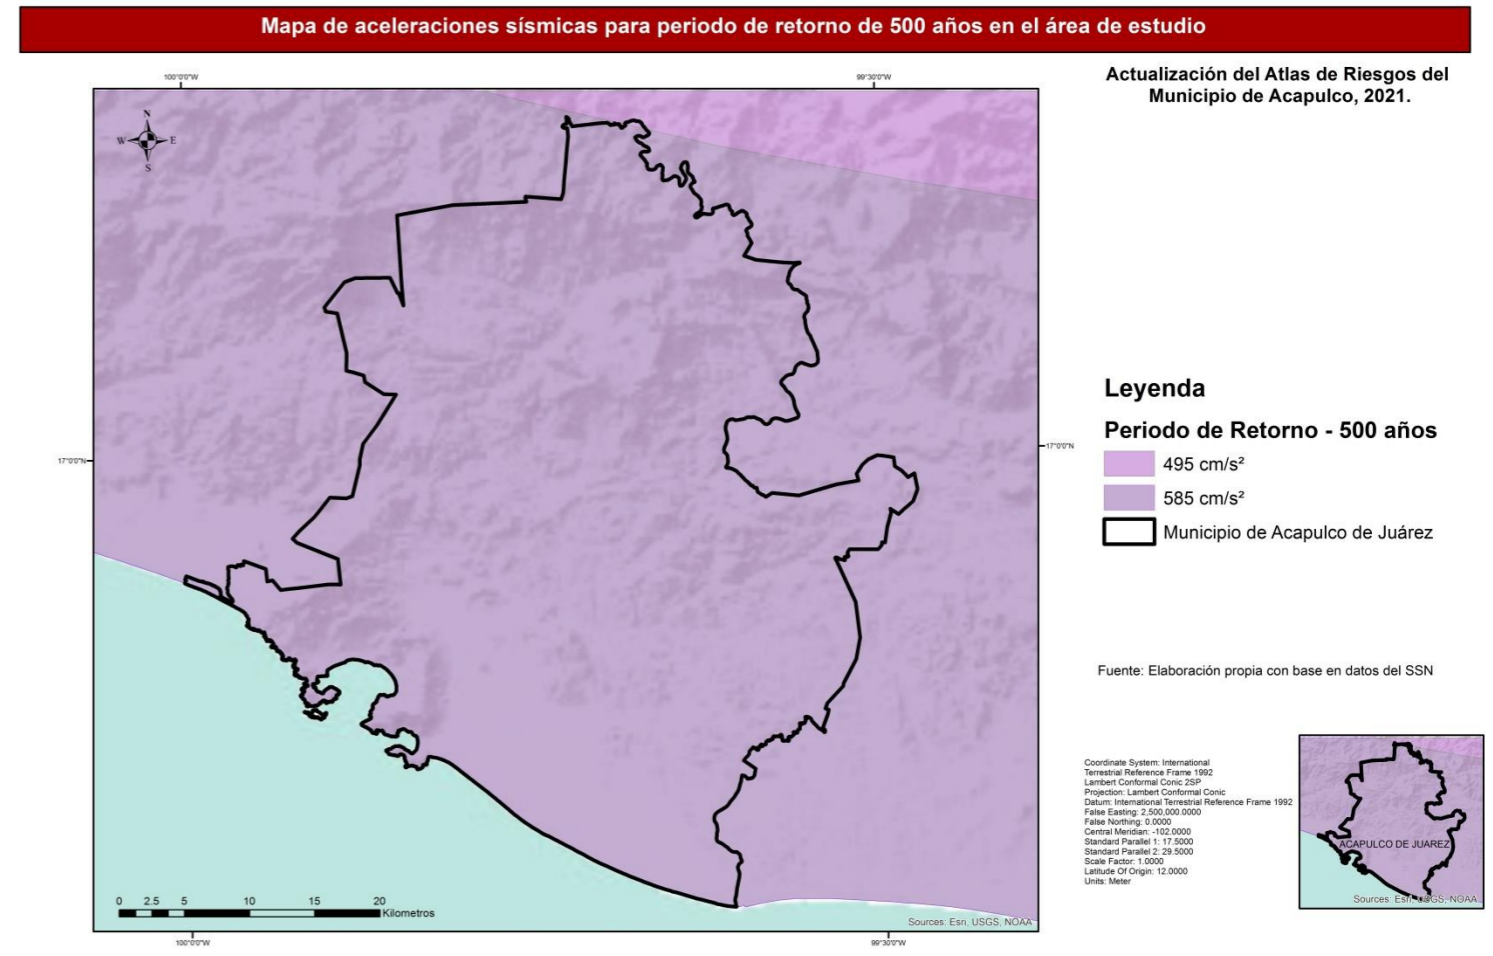 Mapa de aceleraciones sísmicas para periodo de retorno de 500 años en el área de estudio
100°0'0"W
99°30'0"W
Actualización del Atlas de Riesgos del
Municipio de Acapulco, 2021.
N
W
E
S
Leyenda
Periodo de Retorno - 500 años
495 cm/s²
585 cm/s²
Municipio de Acapulco de Juárez
17°0'0"N
17°0'0"N
Fuente: Elaboración propia con base en datos del SSN
Coordinate System: International
Terrestrial Reference Frame 1992
Lambert Conformal Conic 2SP
Projection: Lambert Conformal Conic
Datum: International Terrestrial Reference Frame 1992
False Easting: 2,500,000.0000
False Northing: 0.0000
Central Meridian: -102.0000
Standard Parallel 1: 17.5000
Standard Parallel 2: 29.5000
Scale Factor: 1.0000
Latitude Of Origin: 12.0000
Units: Meter
ACAPULCO DE JUAREZ
Sources: Esri, USGS, NOAA
0 2.5 5 10 15 20
Kilometros
Sources: Esri, USGS, NOAA
100°0'0"W
99°30'0"W